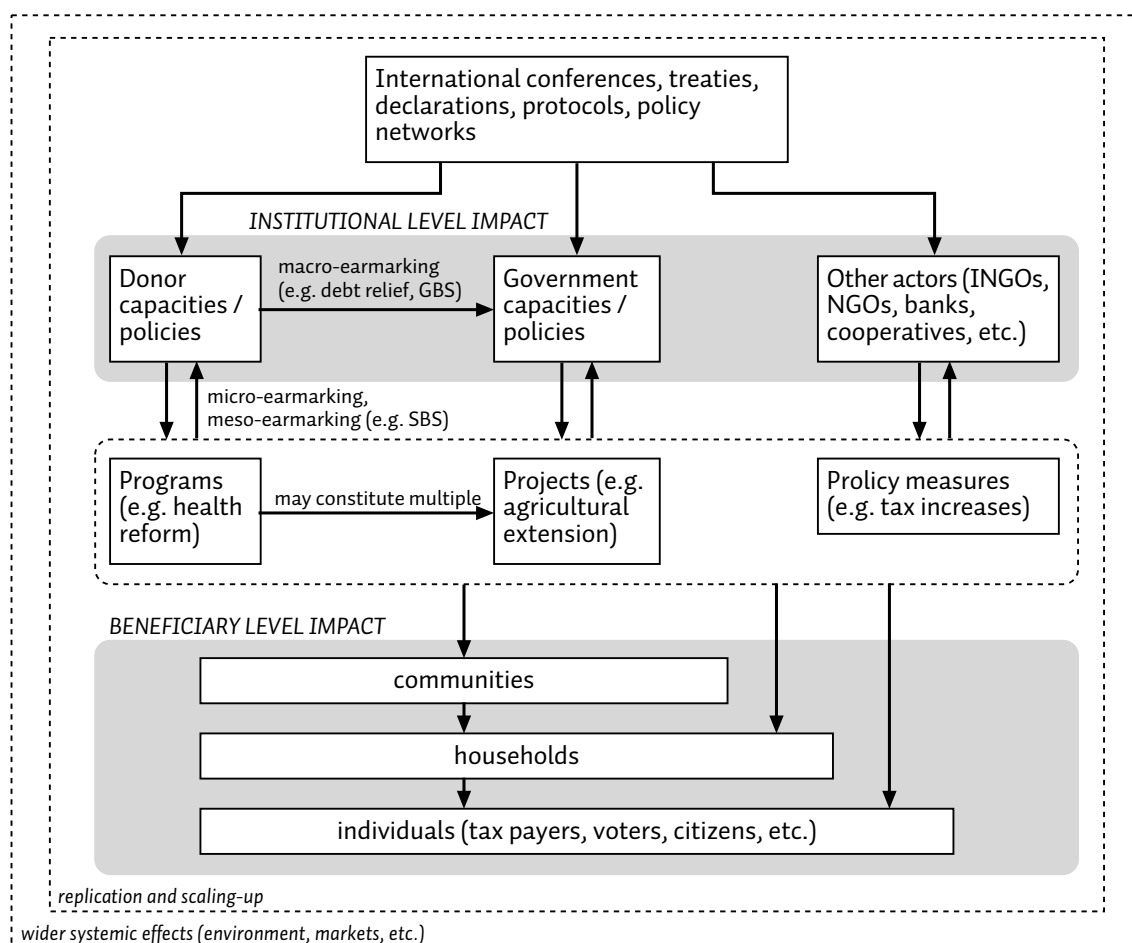 International conferences, treaties,
declarations, protocols, policy
networks
INSTITUTIONAL LEVEL IMPACT
Donor
capacities /
policies
macro-earmarking
(e.g. debt relief, GBS)
Government
capacities /
policies
Other actors (INGOs,
NGOs, banks,
cooperatives, etc.)
micro-earmarking,
meso-earmarking (e.g. SBS)
Programs
(e.g. health
reform)
may constitute multiple
Projects (e.g.
agricultural
extension)
Prolicy measures
(e.g. tax increases)
BENEFICIARY LEVEL IMPACT
communities
households
individuals (tax payers, voters, citizens, etc.)
replication and scaling-up
wider systemic effects (environment, markets, etc.)